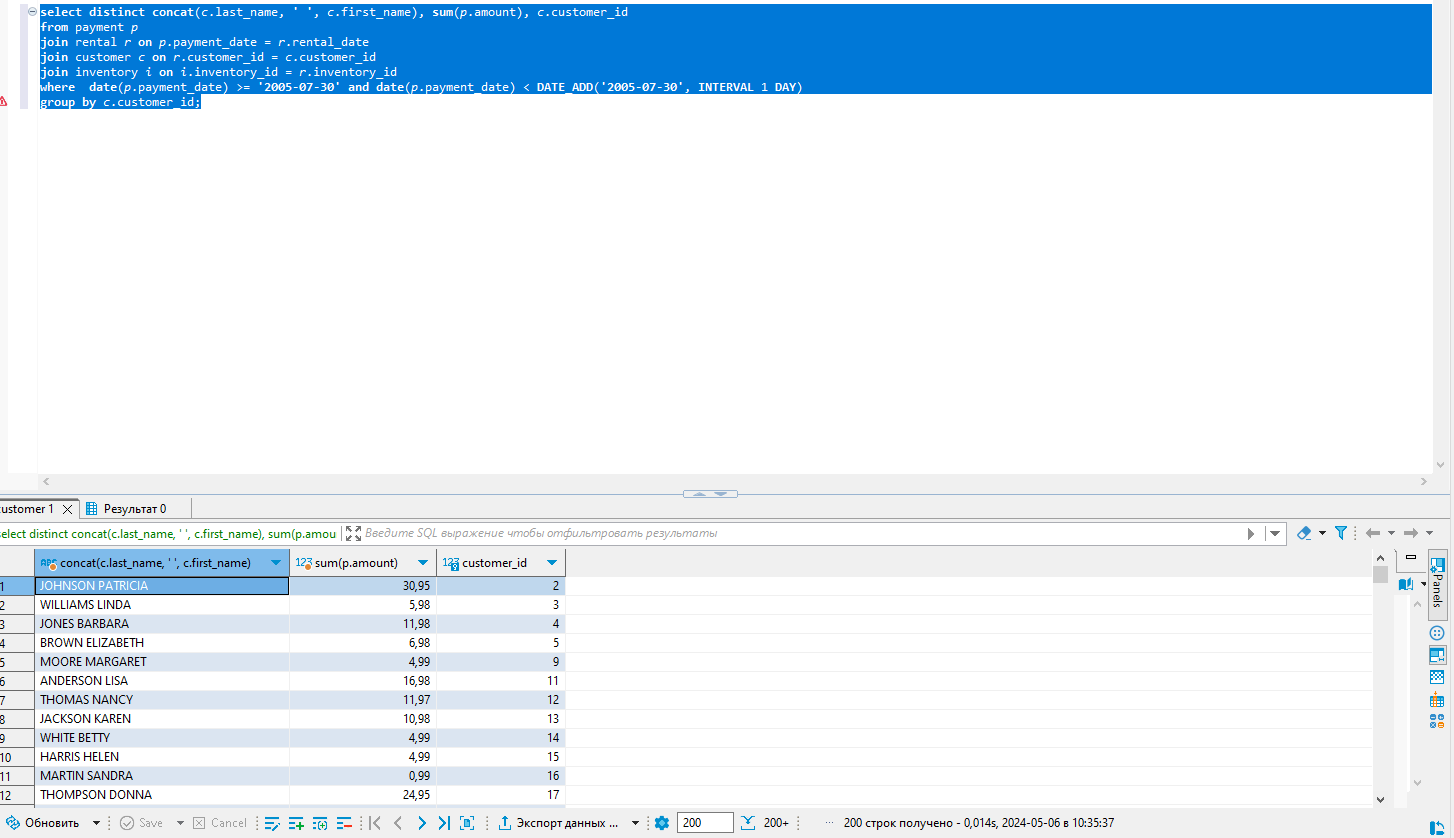 select distinct concat(c.last_name, ' ', c.first_name), sum(p.amount), c.customer_id
from payment p
join rental r on p.payment_date = r.rental_date
join customer c on r.customer_id = c.customer_id
join inventory i on i.inventory_id = r.inventory_id
where  date(p.payment_date) >= '2005-07-30' and date(p.payment_date) < DATE_ADD('2005-07-30', INTERVAL 1 DAY)
group by c.customer_id;
ustomer 1 Результат 0
select distinct concat(c.last_name, ' ', c.first_name), sum(p.amou Введите SQL выражение чтобы отфильтровать результаты
ABC concat(c.last_name, ' ', c.first_name) 123 sum(p.amount) 123 customer_id
1 JOHNSON PATRICIA 30,95 2
2 WILLIAMS LINDA 5,98 3
3 JONES BARBARA 11,98 4
4 BROWN ELIZABETH 6,98 5
5 MOORE MARGARET 4,99 9
6 ANDERSON LISA 16,98 11
7 THOMAS NANCY 11,97 12
8 JACKSON KAREN 10,98 13
9 WHITE BETTY 4,99 14
10 HARRIS HELEN 4,99 15
11 MARTIN SANDRA 0,99 16
12 THOMPSON DONNA 24,95 17
Panels
Обновить Save Cancel Экспорт данных ... 200 200+ ... 200 строк получено - 0,014s, 2024-05-06 в 10:35:37